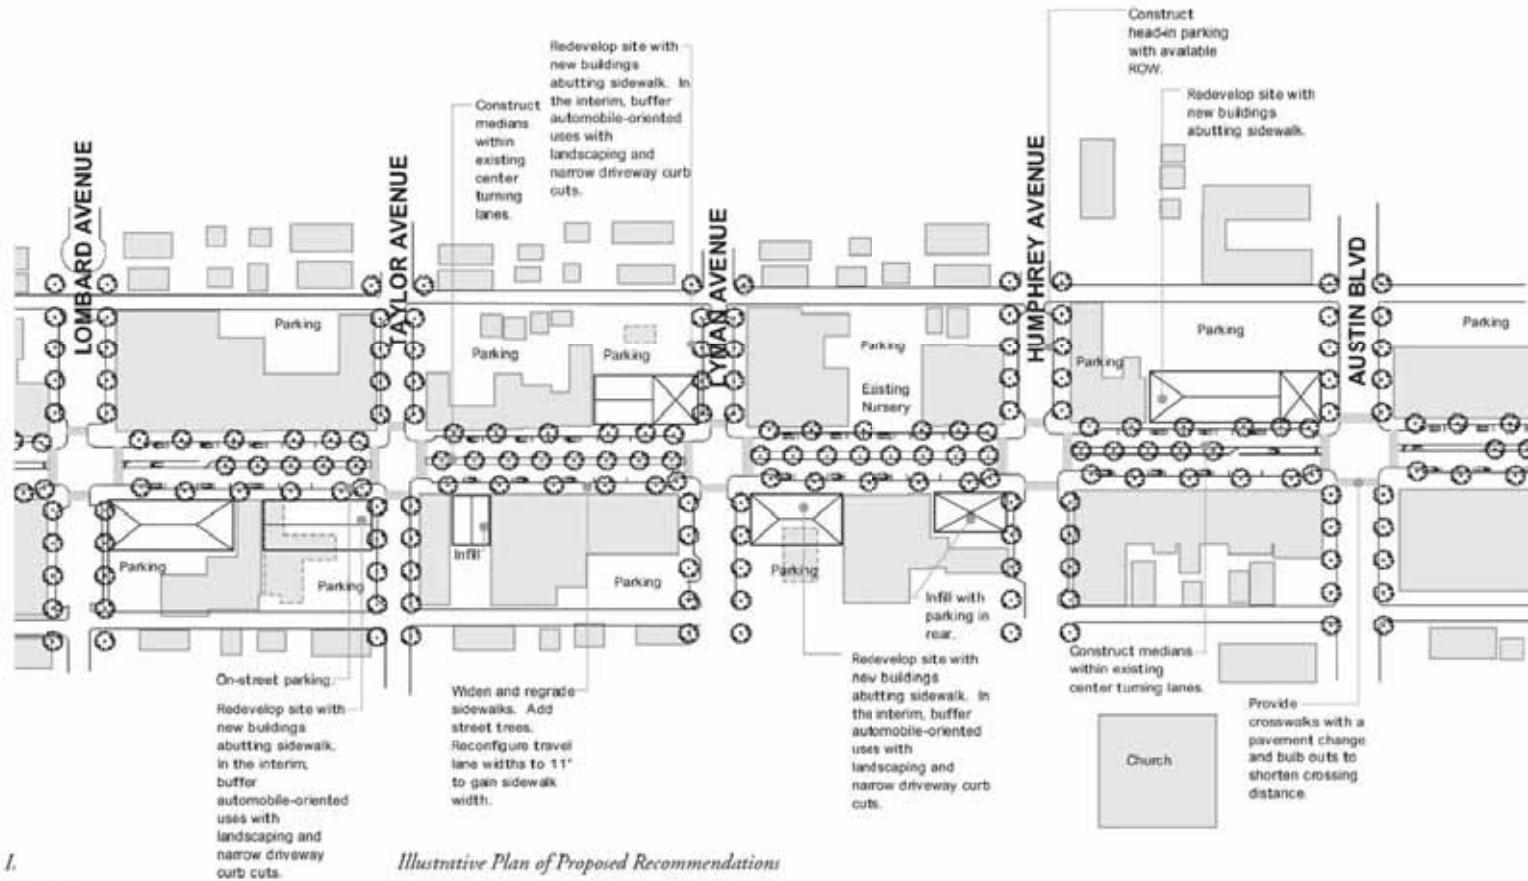 Construct
head-in parking
with available
ROW.
Redevelop site with
new buildings
abutting sidewalk. In
the interim, buffer
automobile-oriented
uses with
landscaping and
narrow driveway curb
cuts.
Construct
medians
within
existing
center
turning
lanes.
Redevelop site with
new buildings
abutting sidewalk.
LOMBARD AVENUE
TAYLOR AVENUE
LYMAN AVENUE
HUMPHREY AVENUE
AUSTIN BLVD
Parking
Parking
Parking
Parking
Existing
Nursery
Parking
Parking
Parking
Parking
Parking
Infill
Parking
Parking
Infill with
parking in
rear.
On-street parking.
Redevelop site with
new buildings
abutting sidewalk.
In the interim,
buffer
automobile-oriented
uses with
landscaping and
narrow driveway
curb cuts.
Widen and regrade
sidewalks. Add
street trees.
Reconfigure travel
lane widths to 11'
to gain sidewalk
width.
Redevelop site with
new buildings
abutting sidewalk. In
the interim, buffer
automobile-oriented
uses with
landscaping and
narrow driveway curb
cuts.
Construct medians
within existing
center turning lanes.
Church
Provide
crosswalks with a
pavement change
and bulb outs to
shorten crossing
distance.
I.
Illustrative Plan of Proposed Recommendations